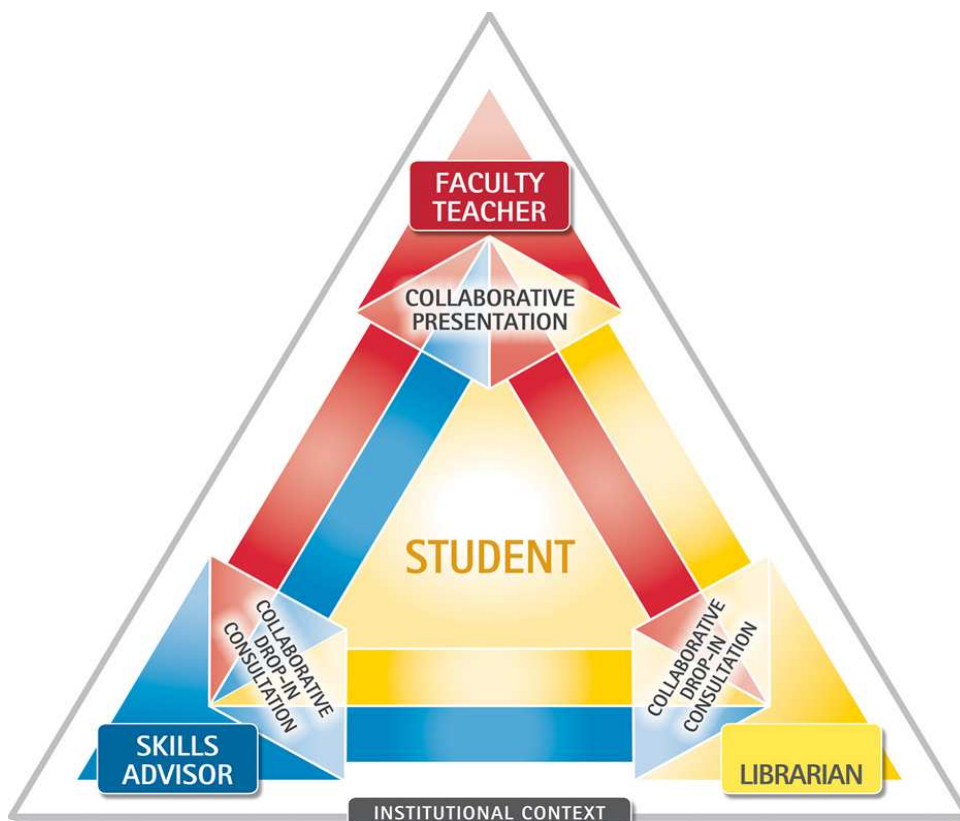 FACULTY
TEACHER
COLLABORATIVE
PRESENTATION
STUDENT
COLLABORATIVE
DROP-IN
CONSULTATION
COLLABORATIVE
DROP-IN
CONSULTATION
SKILLS
ADVISOR
LIBRARIAN
INSTITUTIONAL CONTEXT